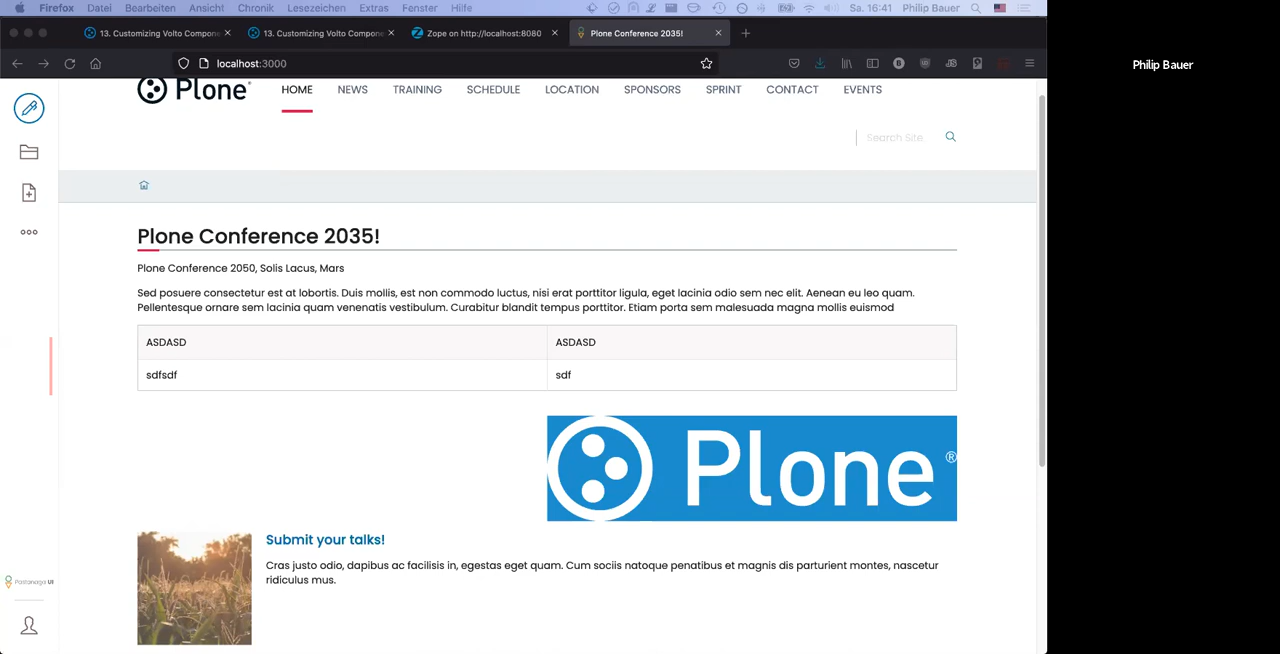 Firefox Datei Bearbeiten Ansicht Chronik Lesezeichen Extras Fenster Hilfe Sa. 16:41 Philip Bauer
13. Customizing Volto Compone 13. Customizing Volto Compone Zope on http://localhost:8080 Plone Conference 2035!
localhost:3000
Philip Bauer
Plone HOME NEWS TRAINING SCHEDULE LOCATION SPONSORS SPRINT CONTACT EVENTS
Search Site
Plone Conference 2035!
Plone Conference 2050, Solis Lacus, Mars
Sed posuere consectetur est at lobortis. Duis mollis, est non commodo luctus, nisi erat porttitor ligula, eget lacinia odio sem nec elit. Aenean eu leo quam.
Pellentesque ornare sem lacinia quam venenatis vestibulum. Curabitur blandit tempus porttitor. Etiam porta sem malesuada magna mollis euismod
ASDASD ASDASD
sdfsdf sdf
Plone ®
Submit your talks!
Cras justo odio, dapibus ac facilisis in, egestas eget quam. Cum sociis natoque penatibus et magnis dis parturient montes, nascetur
ridiculus mus.
Pastanaga UI